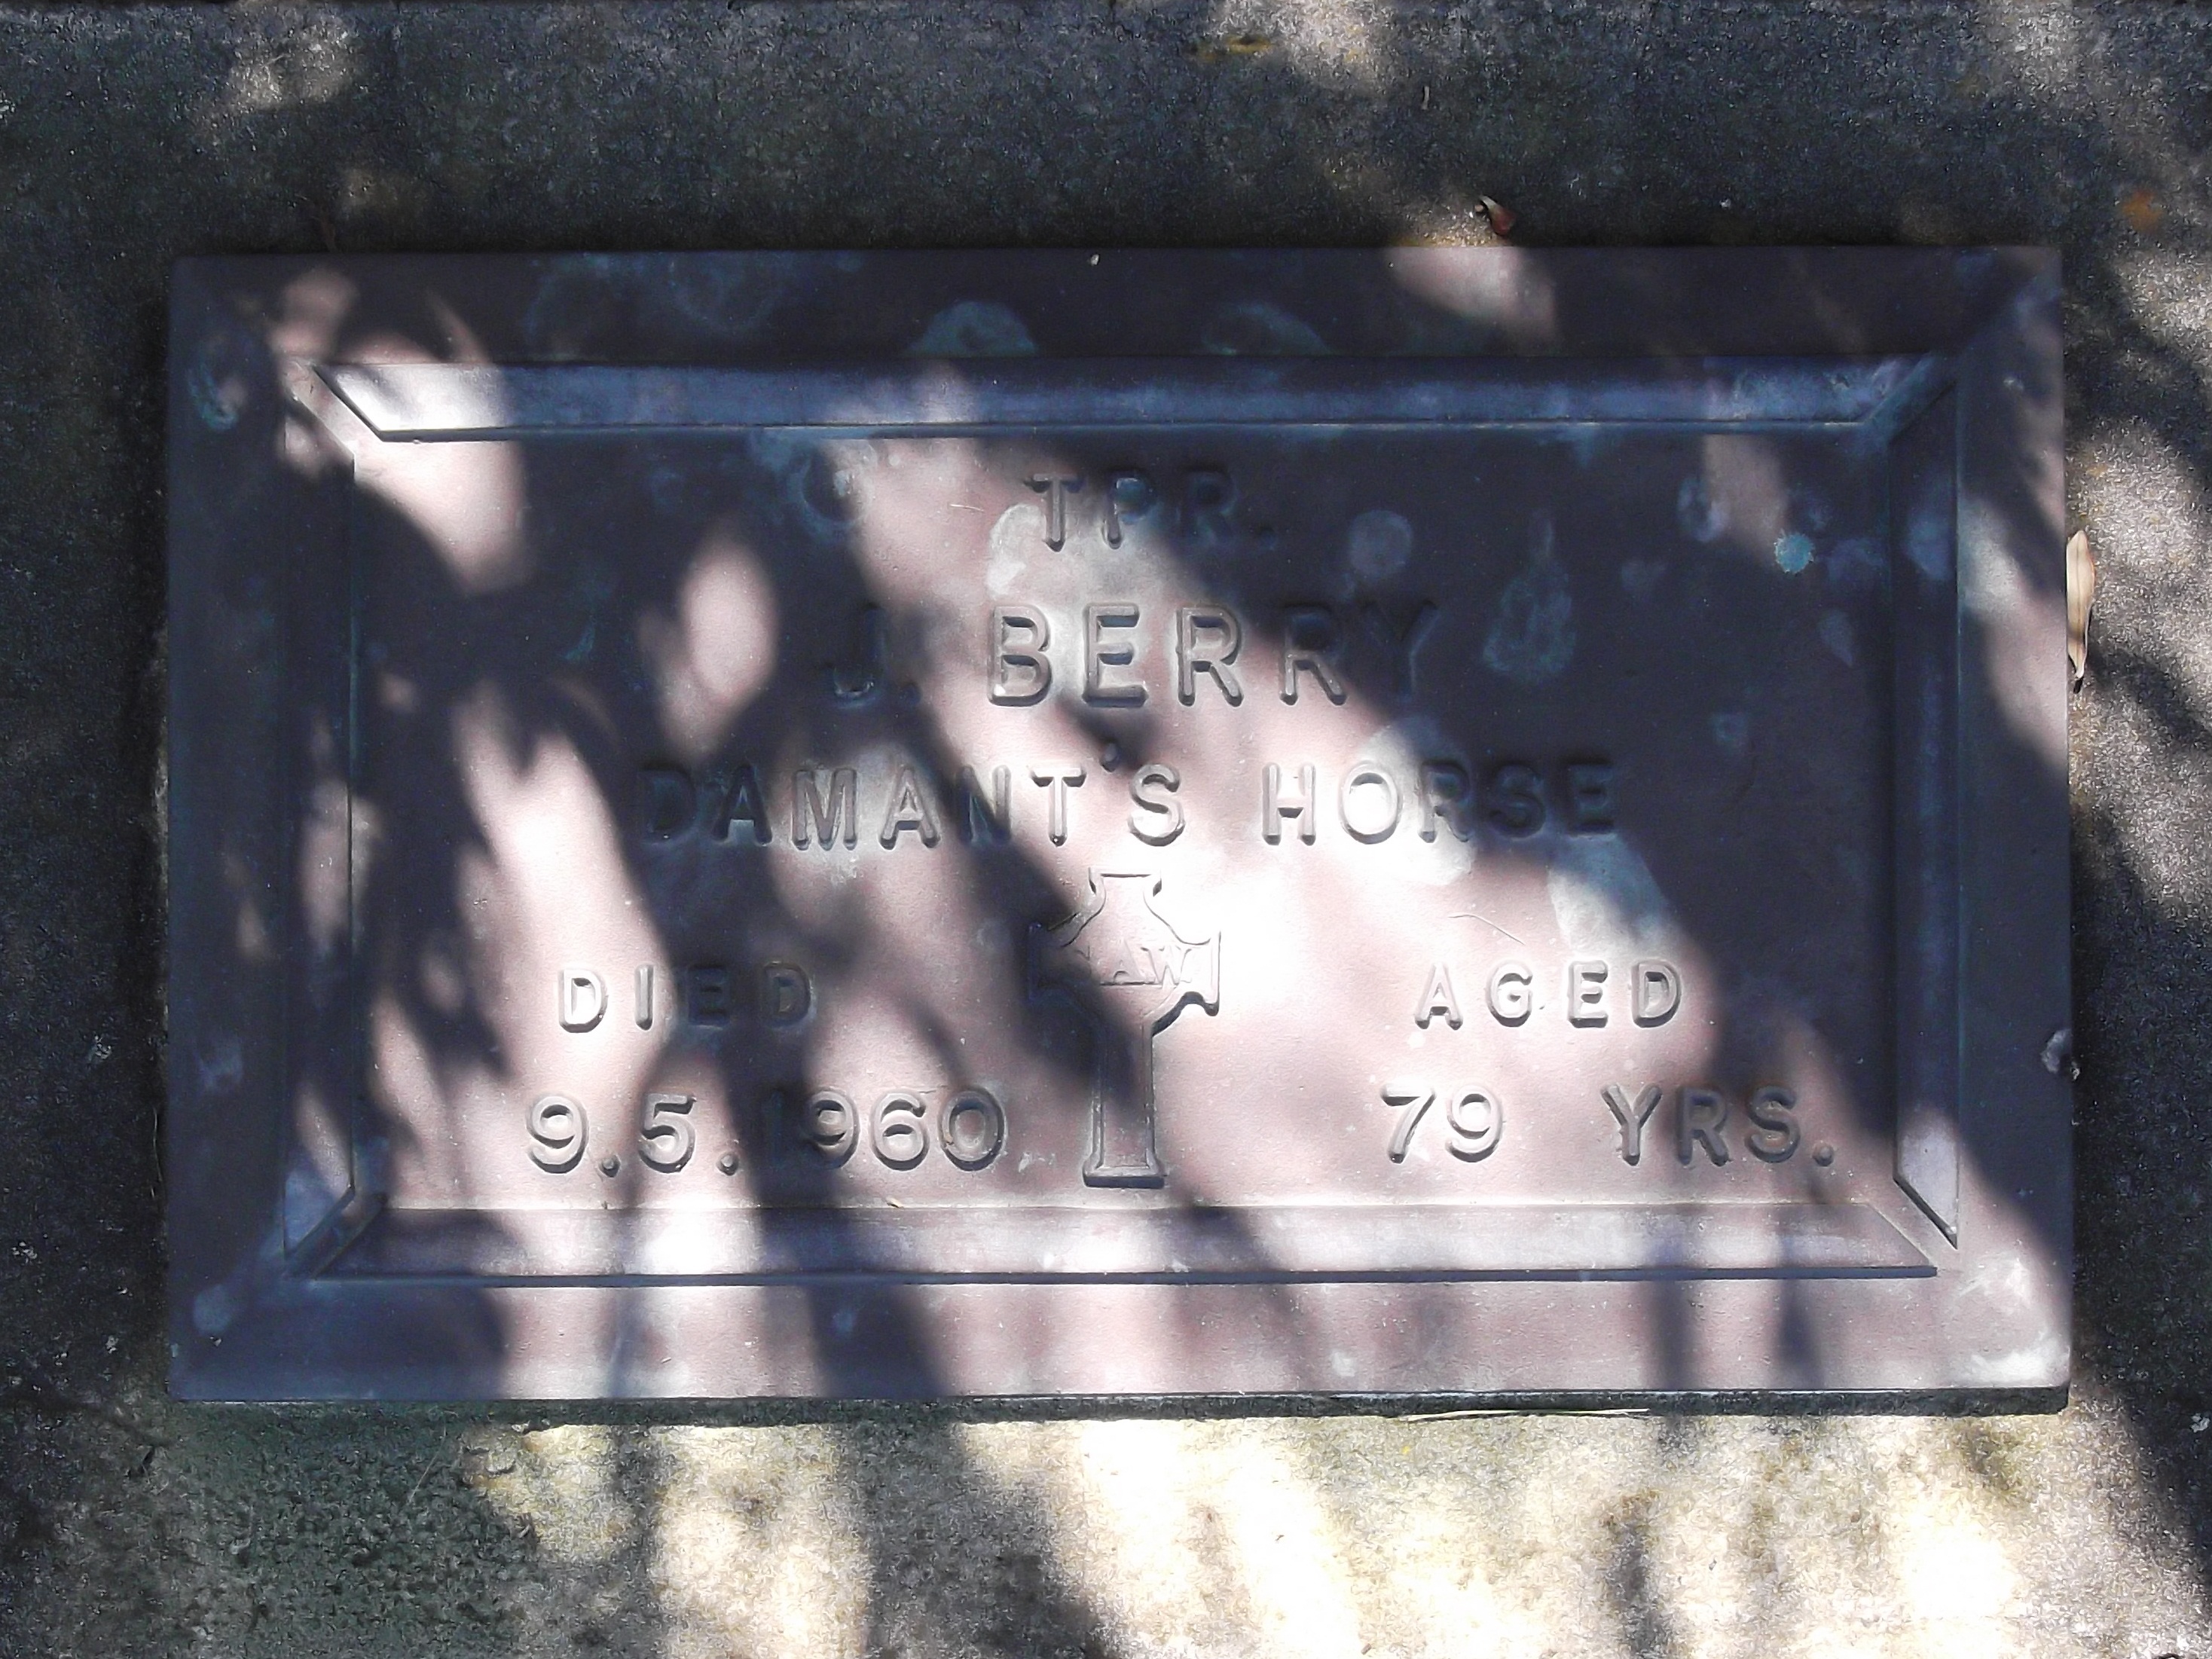 TPR.
J. BERRY
DAMANT'S HORSE
DIED
AGED
9.5.1960
79 YRS.